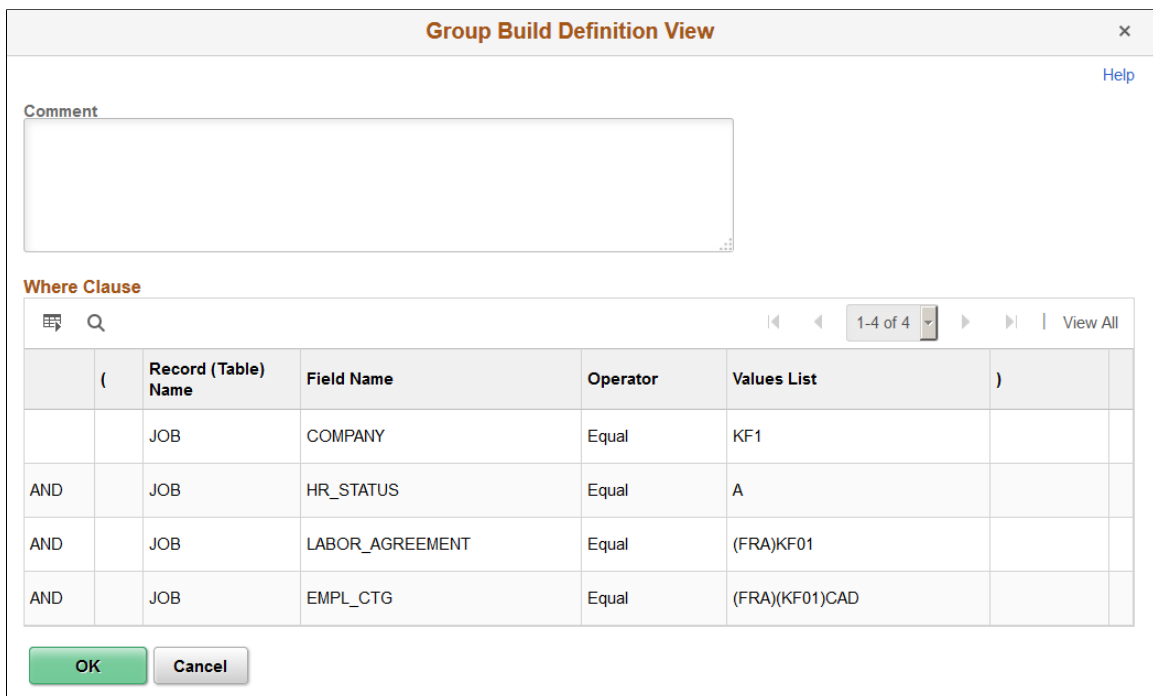 Group Build Definition View ×
Help
Comment
Where Clause
1-4 of 4 | View All
( Record (Table) Name Field Name Operator Values List )
JOB COMPANY Equal KF1
AND JOB HR_STATUS Equal A
AND JOB LABOR_AGREEMENT Equal (FRA)KF01
AND JOB EMPL_CTG Equal (FRA)(KF01)CAD
OK Cancel